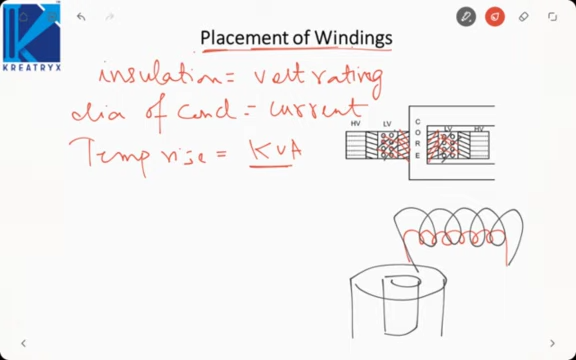 KREATRYX
Placement of Windings
insulation = volt rating
dia of Cond = current
Temp rise = KVA
HV LV
CORE
LV HV